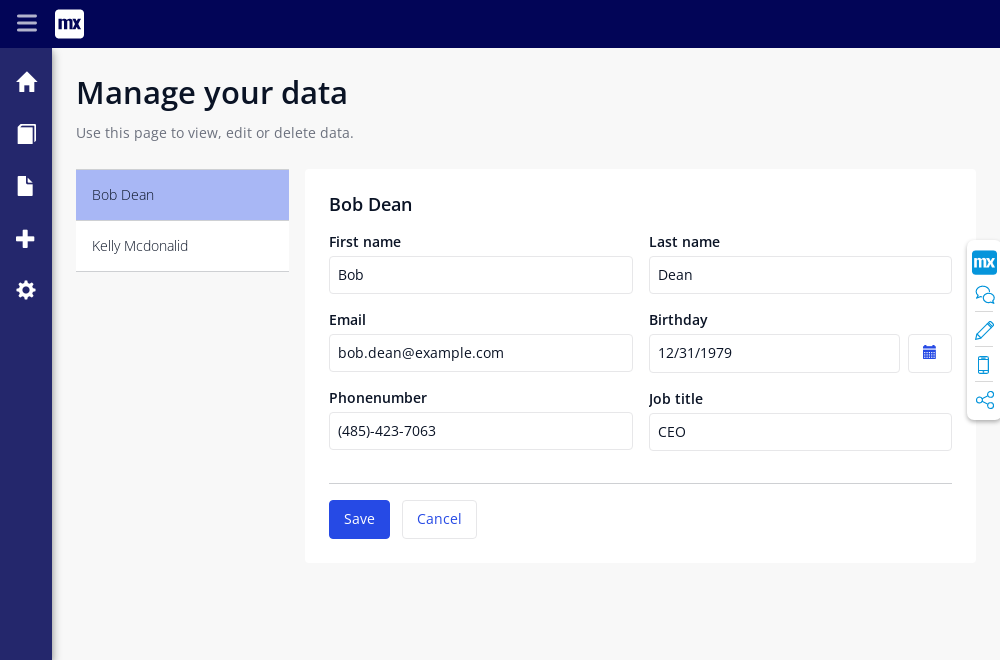 mx
Manage your data
Use this page to view, edit or delete data.
Bob Dean
Kelly Mcdonalid
Bob Dean
First name
Bob
Last name
Dean
Email
bob.dean@example.com
Birthday
12/31/1979
Phonenumber
(485)-423-7063
Job title
CEO
Save
Cancel
mx